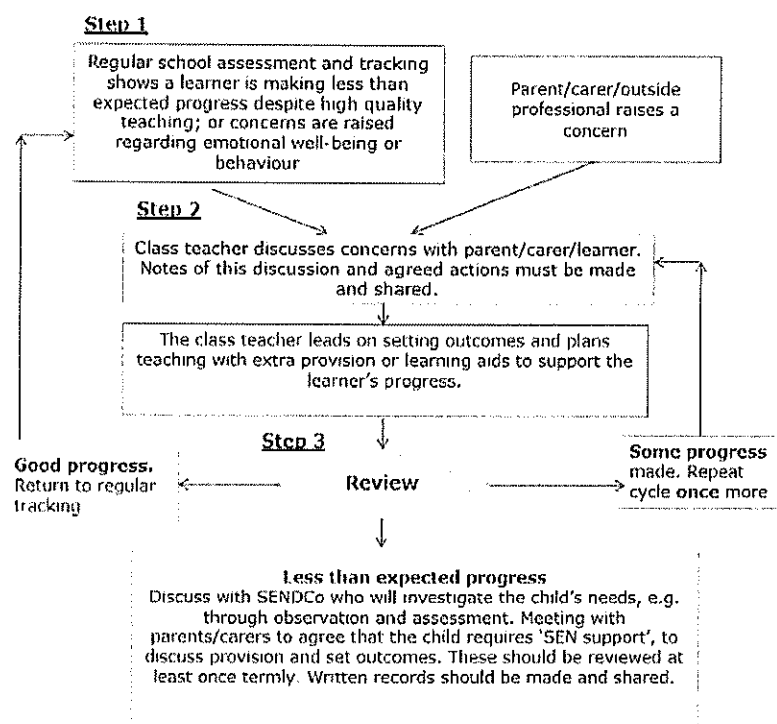 Step 1
Regular school assessment and tracking
shows a learner is making less than
expected progress despite high quality
teaching; or concerns are raised
regarding emotional well-being or
behaviour
Parent/carer/outside
professional raises a
concern
Step 2
Class teacher discusses concerns with parent/carer/learner.
Notes of this discussion and agreed actions must be made
and shared.
The class teacher leads on setting outcomes and plans
teaching with extra provision or learning aids to support the
learner's progress.
Step 3
Good progress.
Return to regular
tracking
Review
Some progress
made. Repeat
cycle once more
Less than expected progress
Discuss with SENDCo who will investigate the child's needs, e.g.
through observation and assessment. Meeting with
parents/carers to agree that the child requires 'SEN support', to
discuss provision and set outcomes. These should be reviewed at
least once termly. Written records should be made and shared.